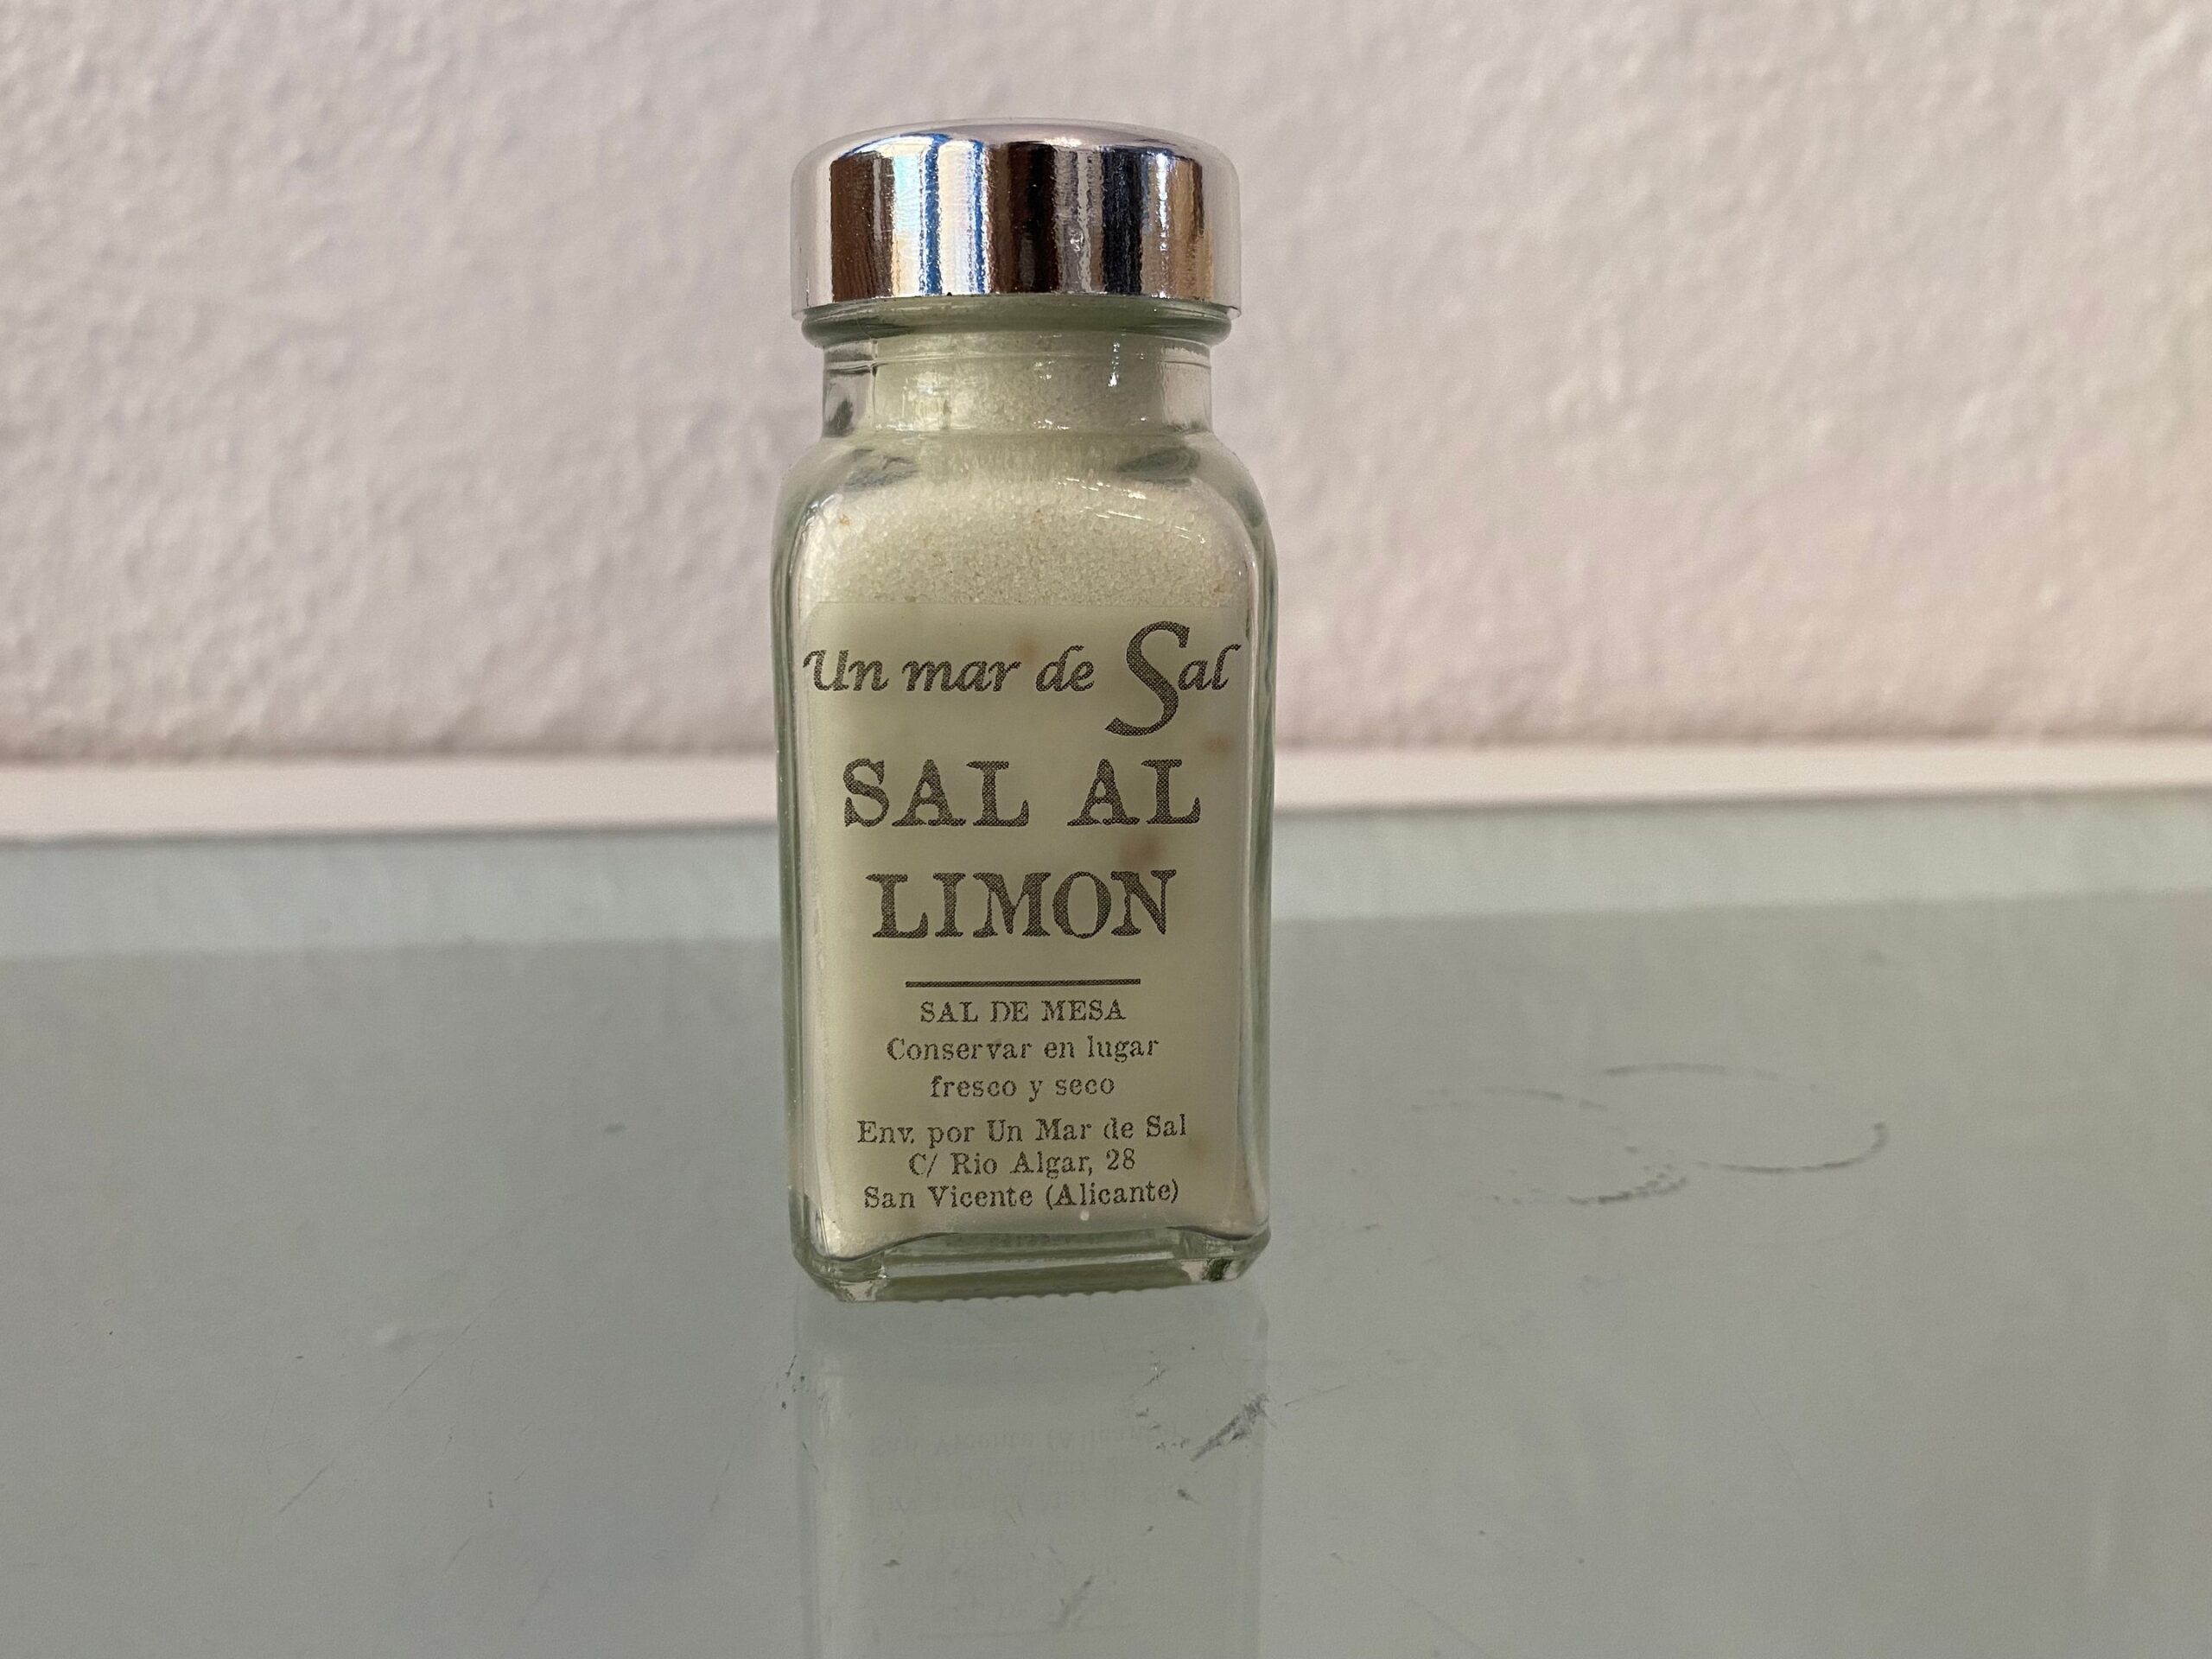 Un mar de Sal
SAL AL
LIMON
SAL DE MESA
Conservar en lugar
fresco y seco
Env. por Un Mar de Sal
C/ Rio Algar, 28
San Vicente (Alicante)